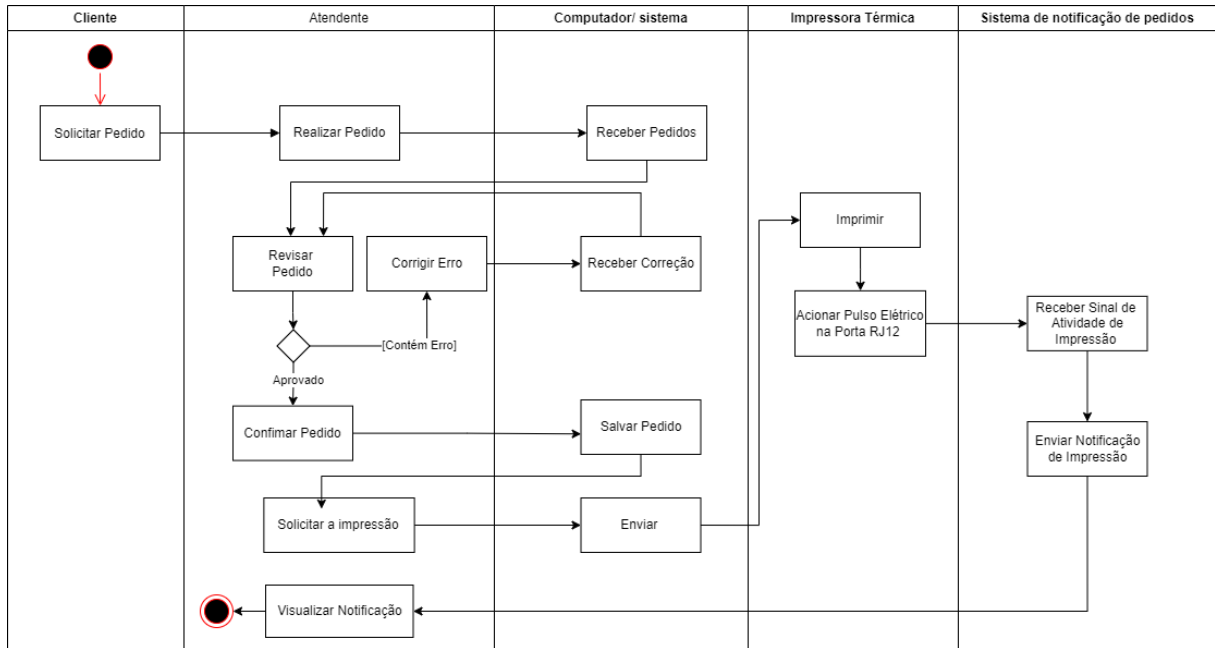 Cliente
Atendente
Computador/ sistema
Impressora Térmica
Sistema de notificação de pedidos
Solicitar Pedido
Realizar Pedido
Receber Pedidos
Imprimir
Revisar
Pedido
Corrigir Erro
Receber Correção
Acionar Pulso Elétrico
na Porta RJ12
Receber Sinal de
Atividade de
Impressão
[Contém Erro]
Aprovado
Confimar Pedido
Salvar Pedido
Enviar Notificação
de Impressão
Solicitar a impressão
Enviar
Visualizar Notificação